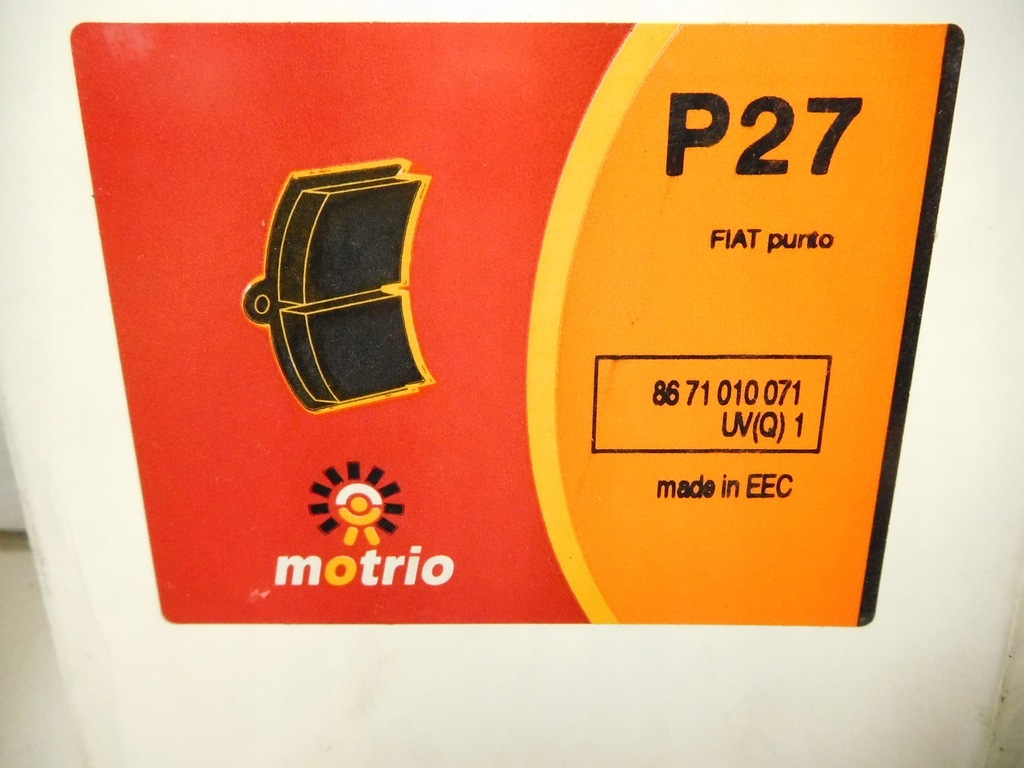 P27
FIAT punto
86 71 010 071
UV(Q) 1
made in EEC
motrio